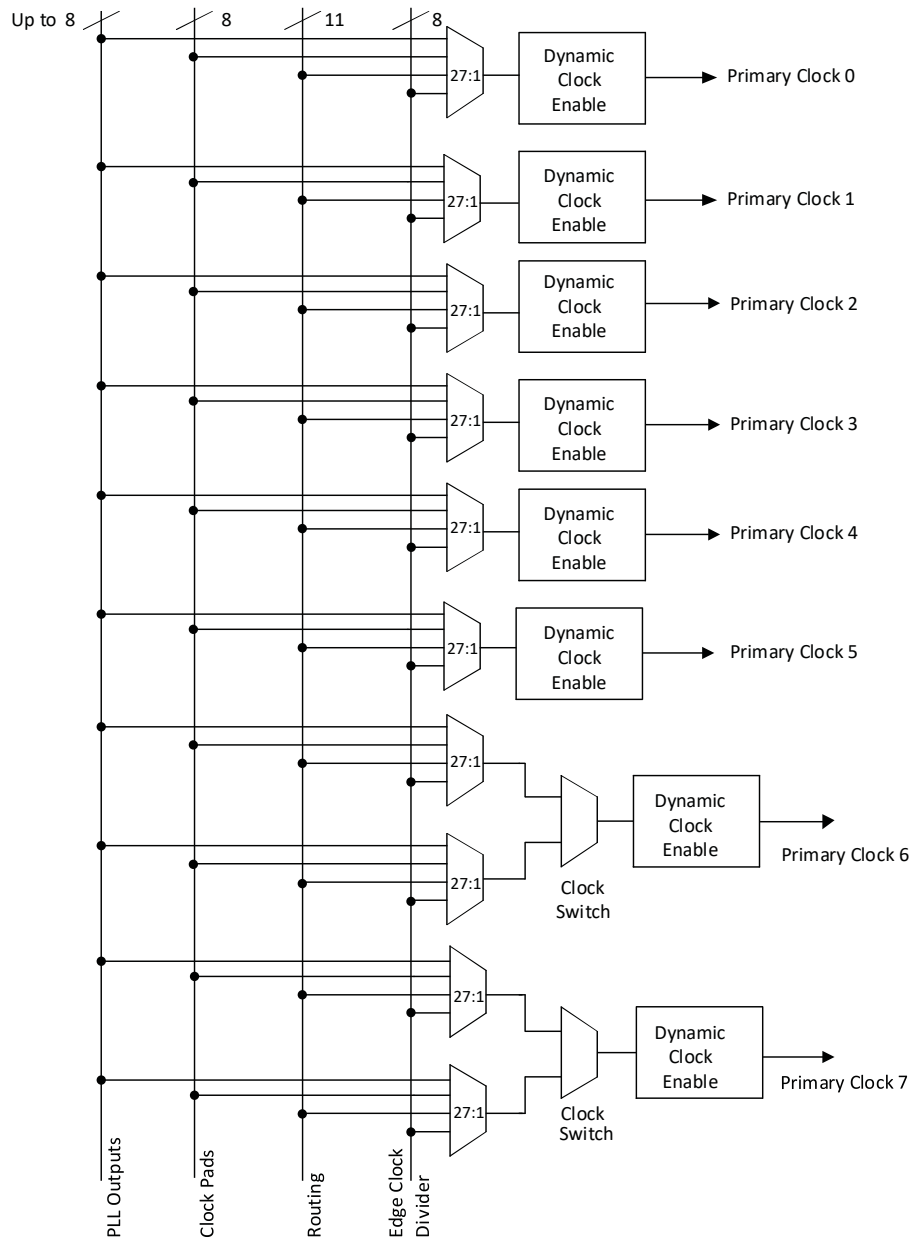 Up to 8 8 11 8
27:1
Dynamic
Clock
Enable
Primary Clock 0
27:1
Dynamic
Clock
Enable
Primary Clock 1
27:1
Dynamic
Clock
Enable
Primary Clock 2
27:1
Dynamic
Clock
Enable
Primary Clock 3
27:1
Dynamic
Clock
Enable
Primary Clock 4
27:1
Dynamic
Clock
Enable
Primary Clock 5
27:1
27:1
Clock
Switch
Dynamic
Clock
Enable
Primary Clock 6
27:1
27:1
Clock
Switch
Dynamic
Clock
Enable
Primary Clock 7
PLL Outputs
Clock Pads
Routing
Edge Clock
Divider